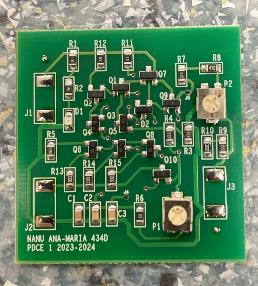 R1 R12 R11
Q1 Q7 R7 R8
Q2 P2
R2
J1 D1 Q3 D2
Q4 Q5 R4
R5 R3 R10 R9
Q6 Q8
Q10
R13 R14 R15 J3
C1 C2 C3 R6
J2 P1
NANU ANA-MARIA 434D
PDCE 1 2023-2024